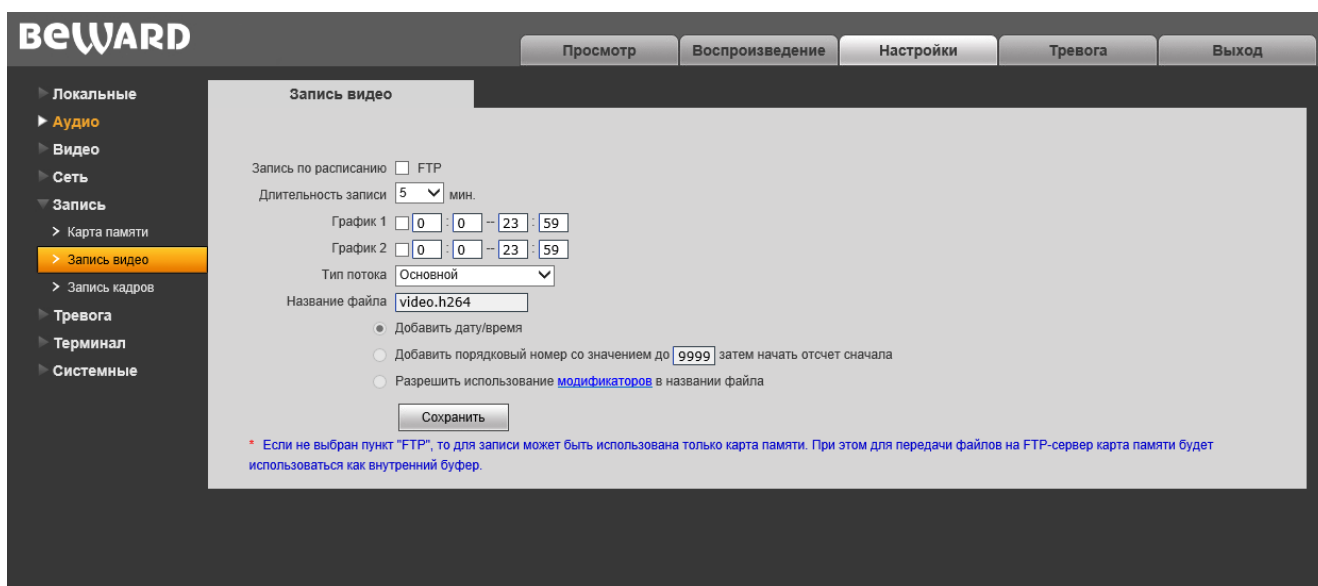 BEWARD
Просмотр Воспроизведение Настройки Тревога Выход
Локальные
Аудио
Видео
Сеть
Запись
> Карта памяти
> Запись видео
> Запись кадров
Тревога
Терминал
Системные
Запись видео
Запись по расписанию FTP
Длительность записи 5 мин.
График 1 0 : 0 -- 23 : 59
График 2 0 : 0 -- 23 : 59
Тип потока Основной
Название файла video.h264
Добавить дату/время
Добавить порядковый номер со значением до 9999 затем начать отсчет сначала
Разрешить использование модификаторов в названии файла
Сохранить
* Если не выбран пункт "FTP", то для записи может быть использована только карта памяти. При этом для передачи файлов на FTP-сервер карта памяти будет
использоваться как внутренний буфер.